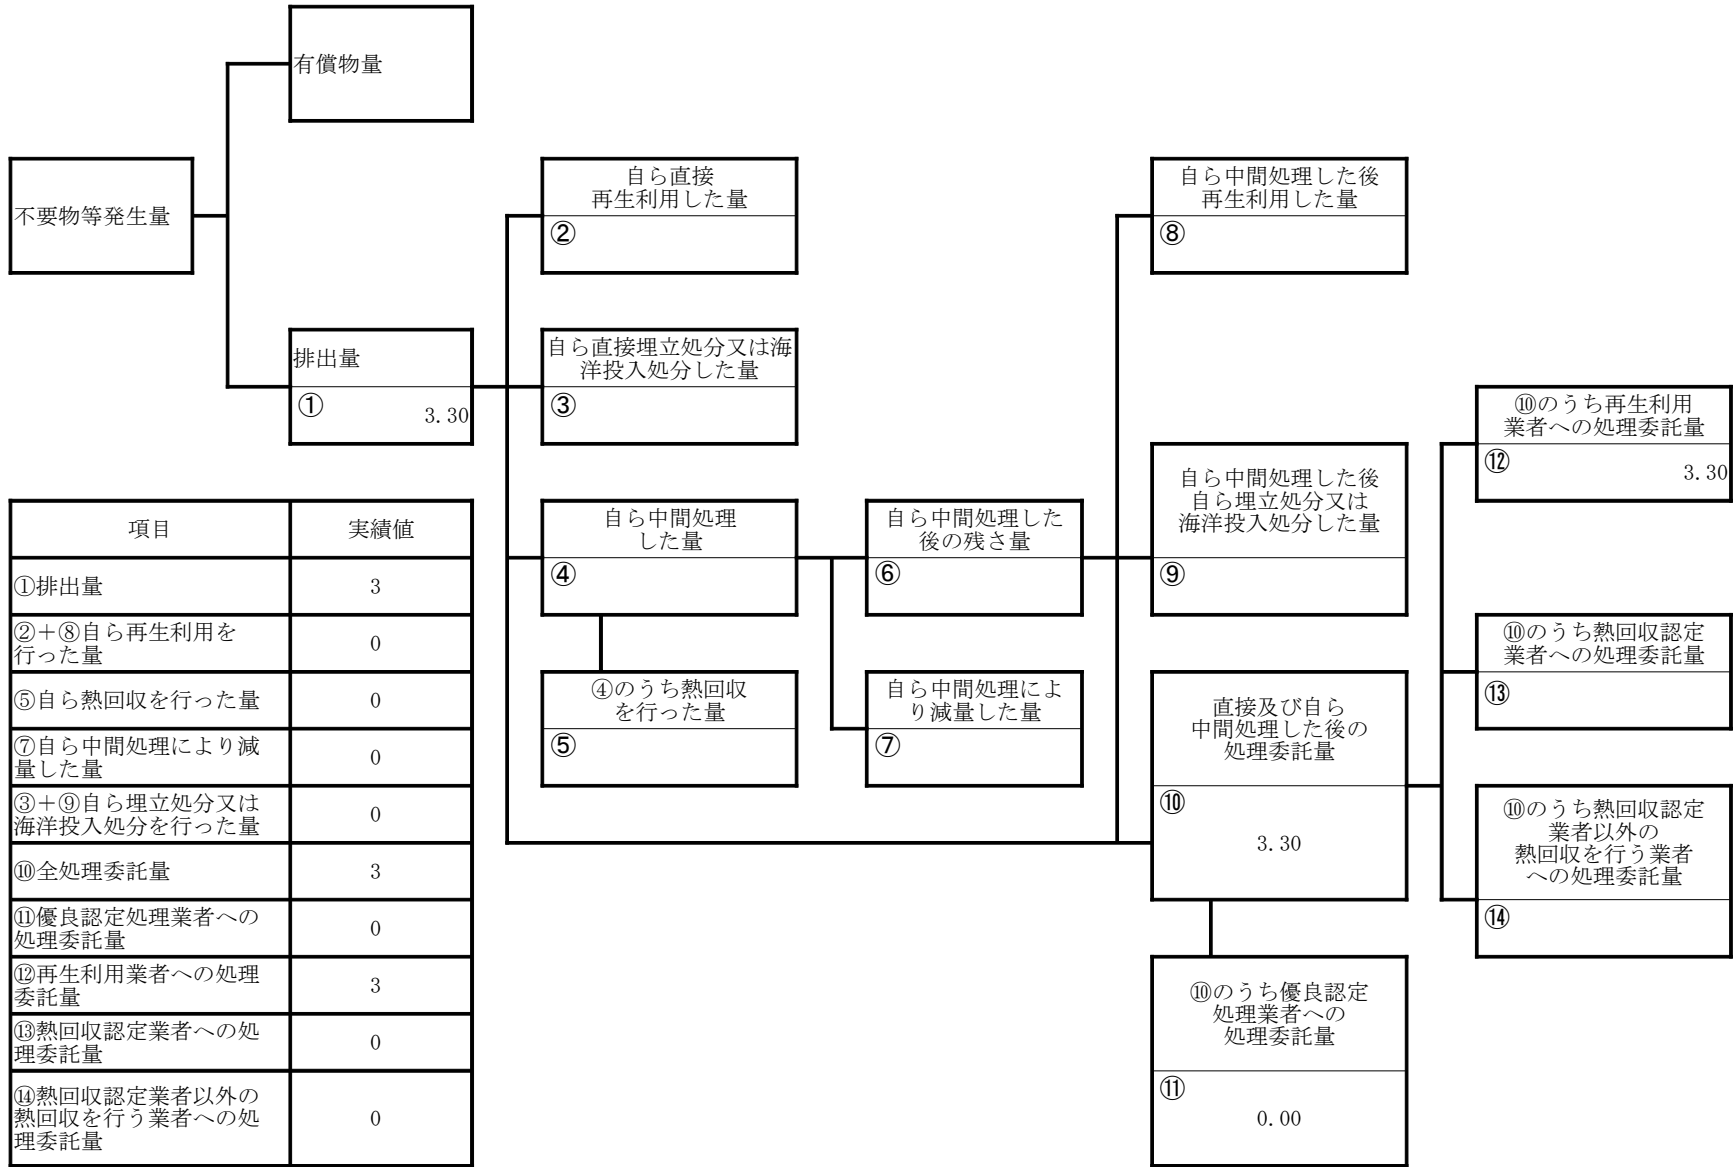 有償物量
不要物等発生量
排出量
①
3.30
自ら直接
再生利用した量
②
自ら直接埋立処分又は海
洋投入処分した量
③
自ら中間処理
した量
④
④のうち熱回収
を行った量
⑤
自ら中間処理した
後の残さ量
⑥
自ら中間処理によ
り減量した量
⑦
自ら中間処理した後
再生利用した量
⑧
自ら中間処理した後
自ら埋立処分又は
海洋投入処分した量
⑨
直接及び自ら
中間処理した後の
処理委託量
⑩
3.30
⑩のうち優良認定
処理業者への
処理委託量
⑪
0.00
⑩のうち再生利用
業者への処理委託量
⑫
3.30
⑩のうち熱回収認定
業者への処理委託量
⑬
⑩のうち熱回収認定
業者以外の
熱回収を行う業者
への処理委託量
⑭
項目 実績値
①排出量 3
②+⑧自ら再生利用を
行った量 0
⑤自ら熱回収を行った量 0
⑦自ら中間処理により減
量した量 0
③+⑨自ら埋立処分又は
海洋投入処分を行った量 0
⑩全処理委託量 3
⑪優良認定処理業者への
処理委託量 0
⑫再生利用業者への処理
委託量 3
⑬熱回収認定業者への処
理委託量 0
⑭熱回収認定業者以外の
熱回収を行う業者への処
理委託量 0